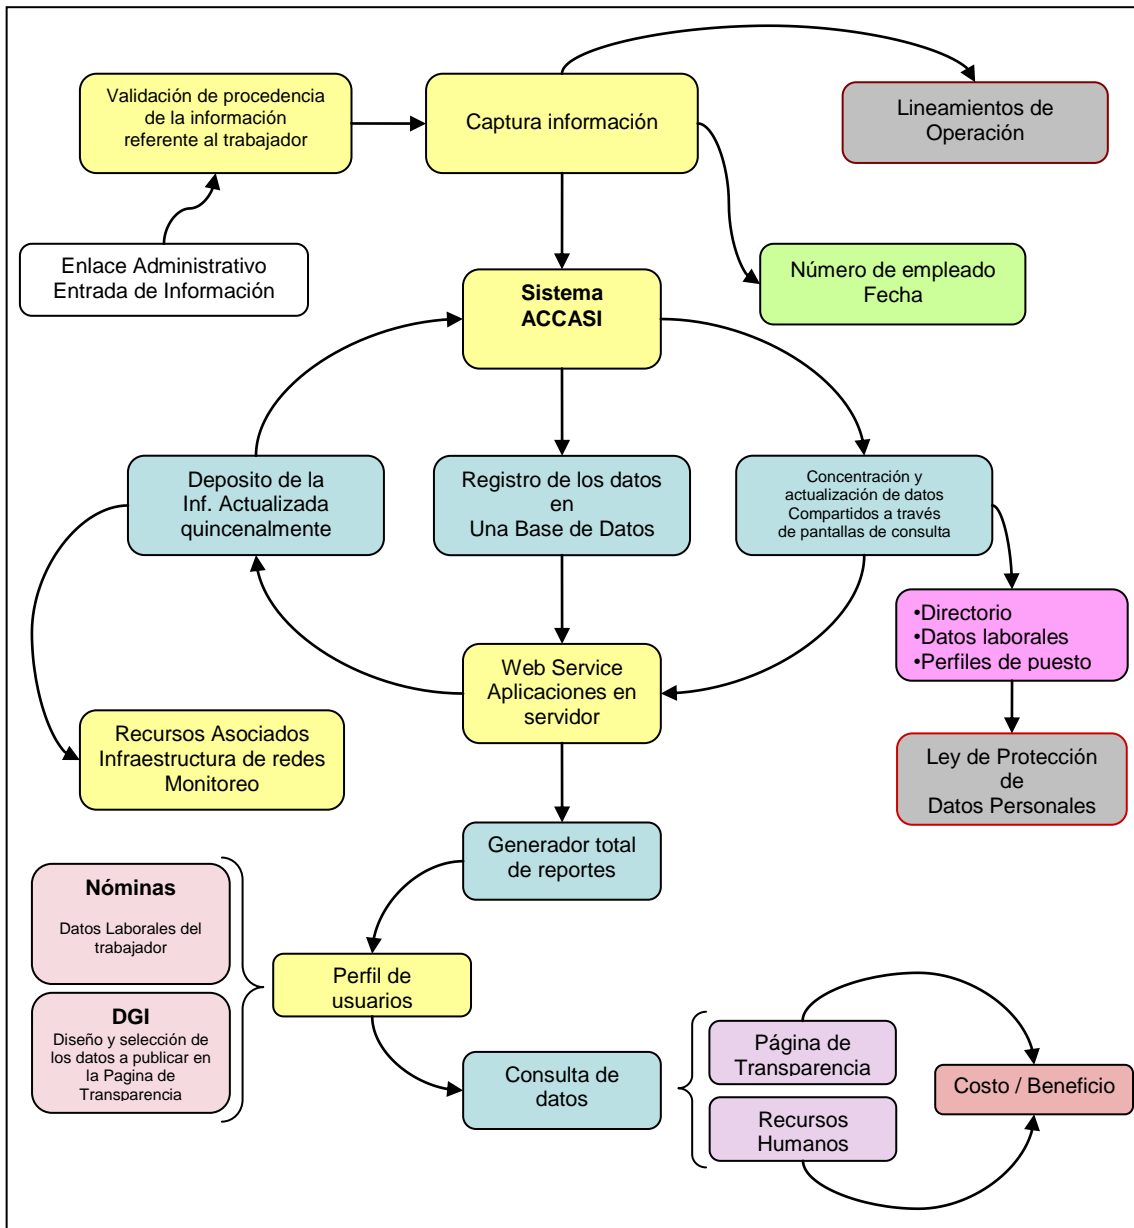 Validación de procedencia
de la información
referente al trabajador
Captura información
Lineamientos de
Operación
Enlace Administrativo
Entrada de Información
Número de empleado
Fecha
Sistema
ACCASI
Deposito de la
Inf. Actualizada
quincenalmente
Registro de los datos
en
Una Base de Datos
Concentración y
actualización de datos
Compartidos a través
de pantallas de consulta
•Directorio
•Datos laborales
•Perfiles de puesto
Web Service
Aplicaciones en
servidor
Recursos Asociados
Infraestructura de redes
Monitoreo
Ley de Protección
de
Datos Personales
Generador total
de reportes
Nóminas
Datos Laborales del
trabajador
DGI
Diseño y selección de
los datos a publicar en
la Pagina de
Transparencia
Perfil de
usuarios
Consulta de
datos
Página de
Transparencia
Recursos
Humanos
Costo / Beneficio